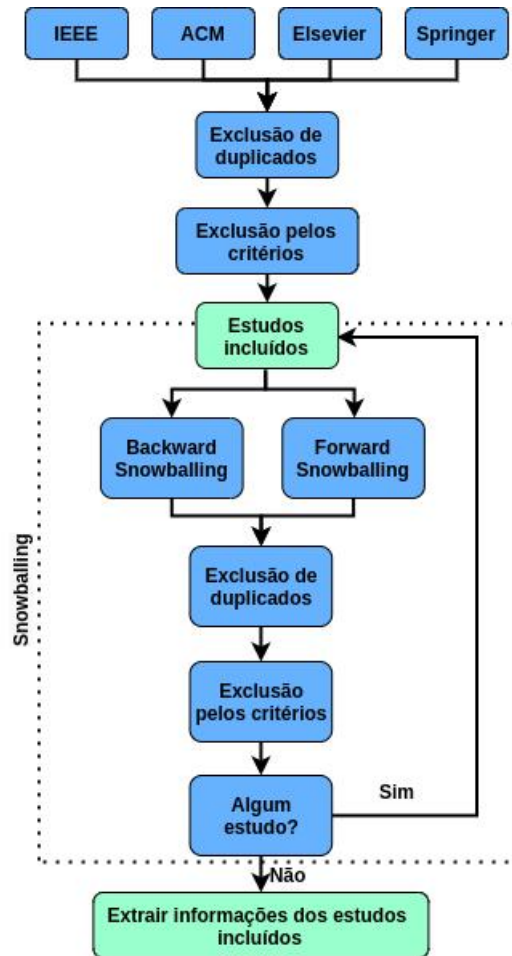 IEEE
ACM
Elsevier
Springer
Exclusão de
duplicados
Exclusão pelos
critérios
Estudos
incluídos
Backward
Snowballing
Forward
Snowballing
Snowballing
Exclusão de
duplicados
Exclusão
pelos critérios
Algum
estudo?
Sim
Não
Extrair informações dos estudos
incluídos